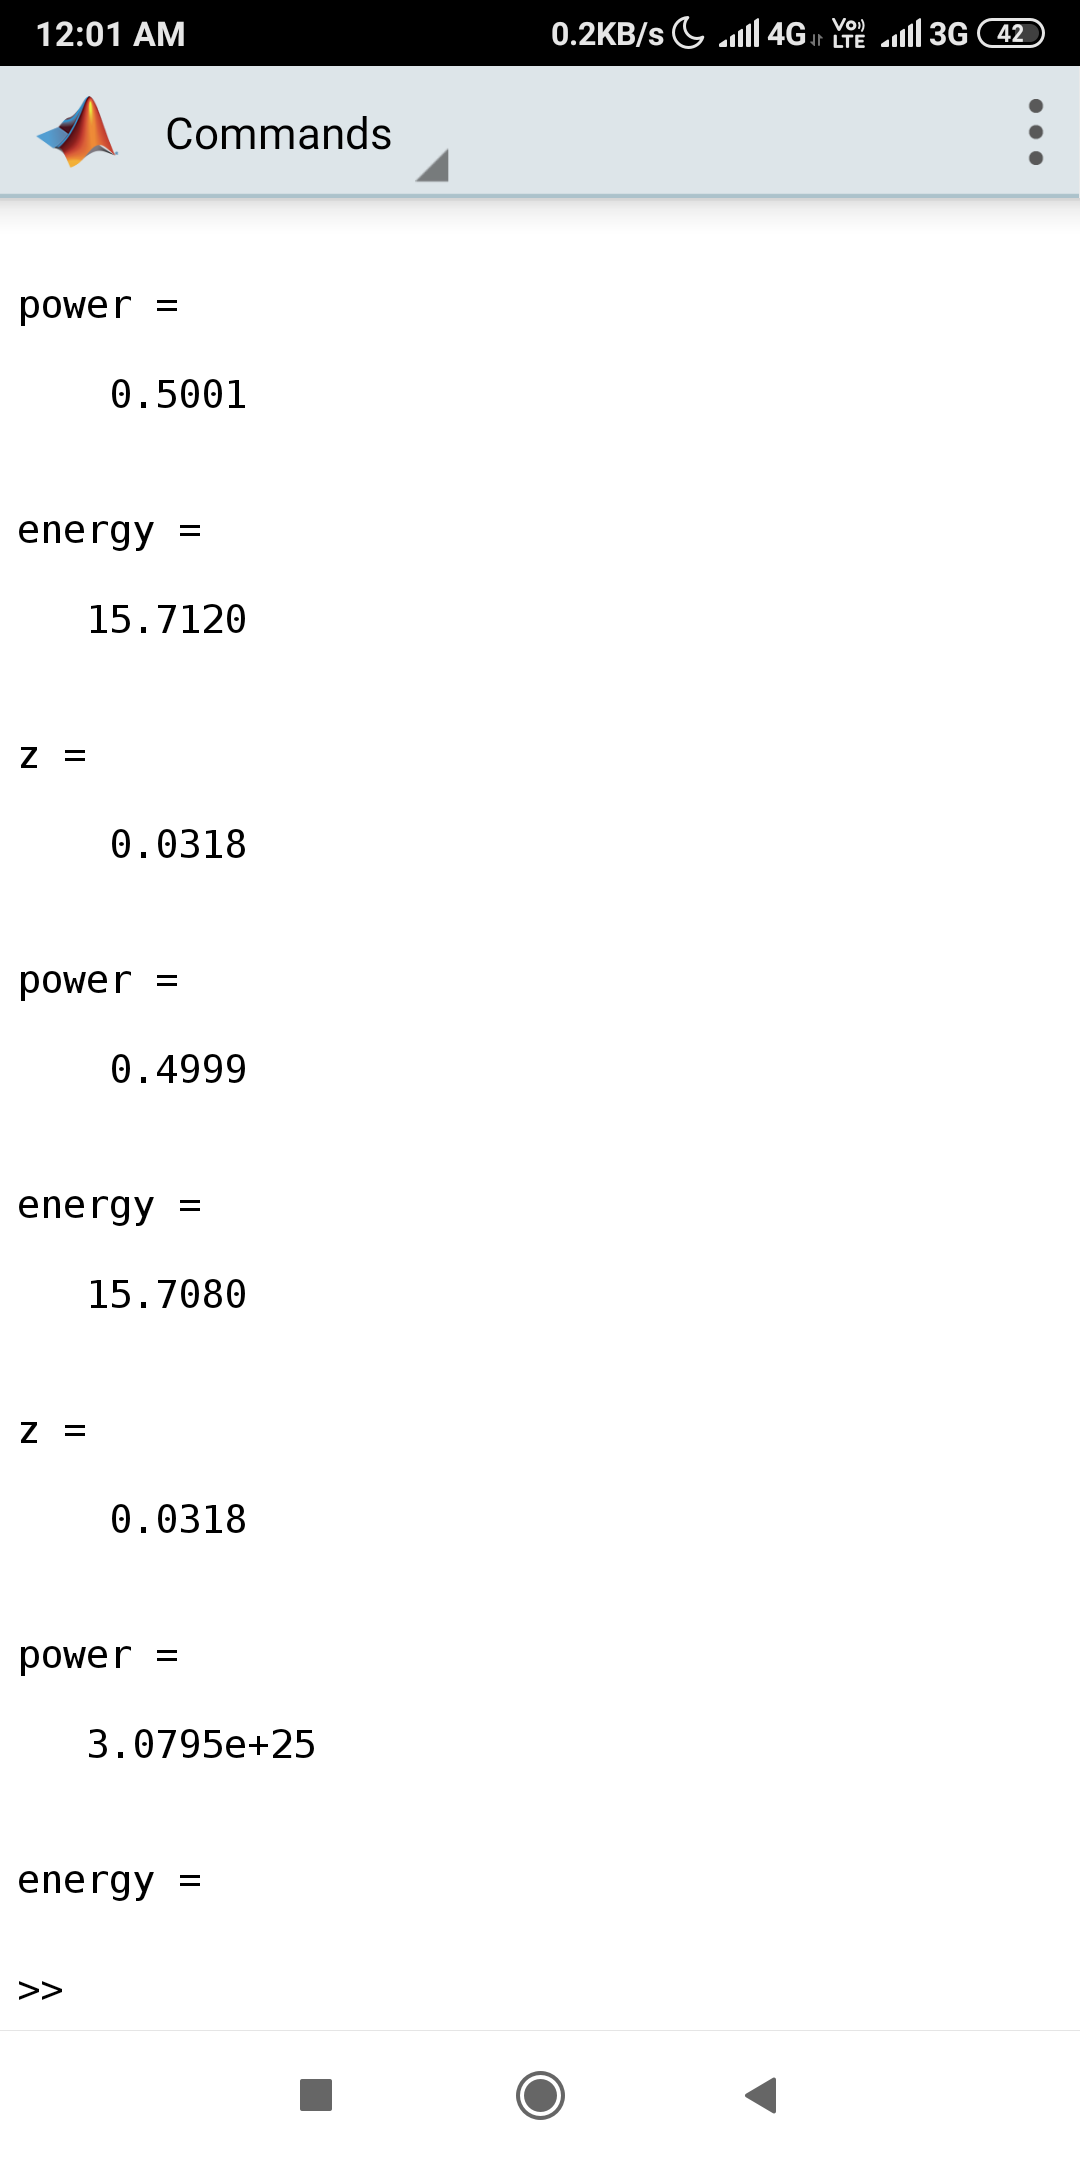 12:01 AM 0.2KB/s 4G Vo)) LTE 3G 42
Commands
power =
0.5001
energy =
15.7120
z =
0.0318
power =
0.4999
energy =
15.7080
z =
0.0318
power =
3.0795e+25
energy =
>>